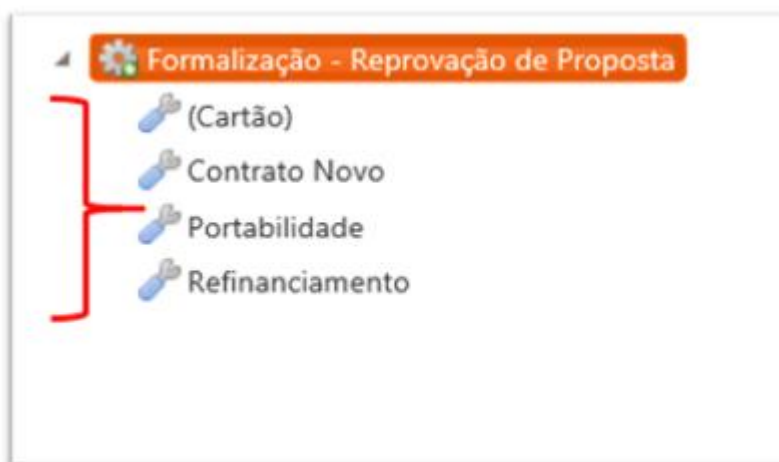 Formalização - Reprovação de Proposta
(Cartão)
Contrato Novo
Portabilidade
Refinanciamento